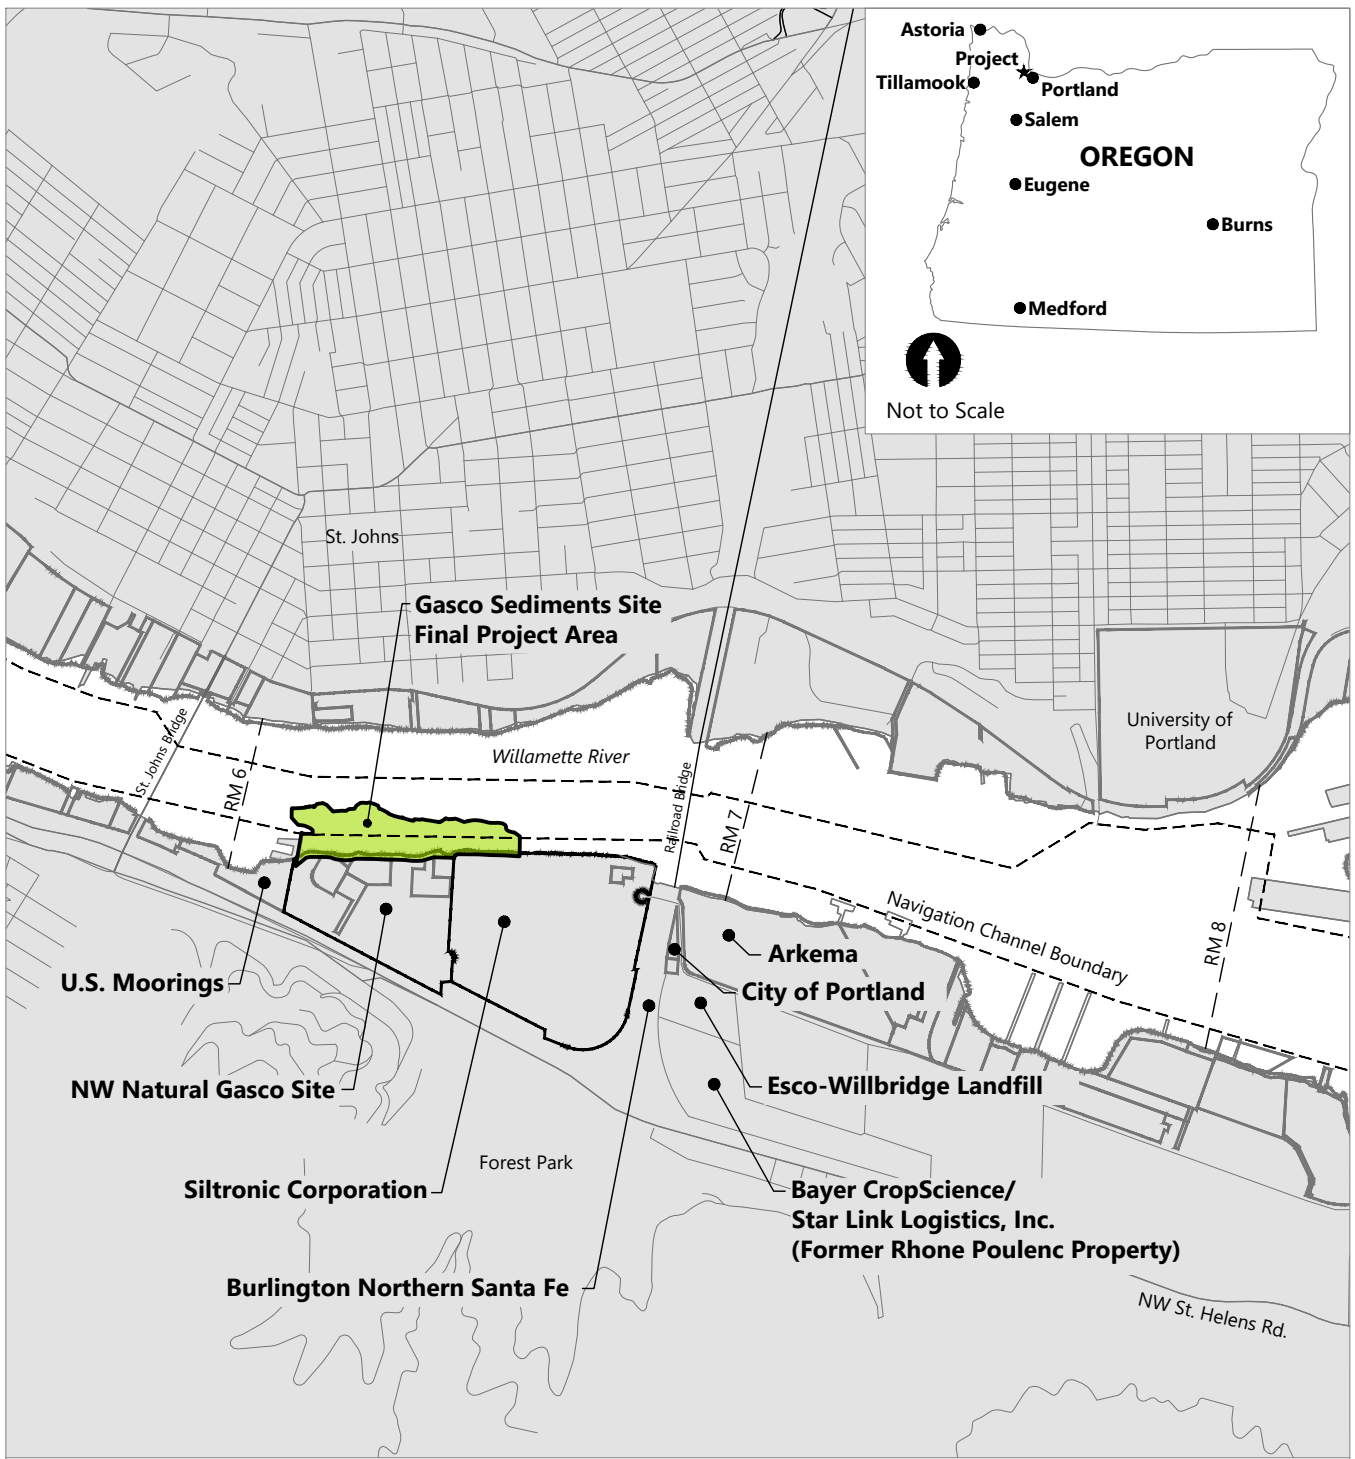 Astoria
Project
Tillamook
Portland
Salem
OREGON
Eugene
Burns
Medford
Not to Scale
St. Johns
Gasco Sediments Site
Final Project Area
University of
Portland
St. Johns Bridge
Willamette River
RM 6
Railroad Bridge
RM 7
Navigation Channel Boundary
RM 8
Arkema
U.S. Moorings
City of Portland
NW Natural Gasco Site
Esco-Willbridge Landfill
Forest Park
Siltronic Corporation
Bayer CropScience/
Star Link Logistics, Inc.
(Former Rhone Poulenc Property)
Burlington Northern Santa Fe
NW St. Helens Rd.